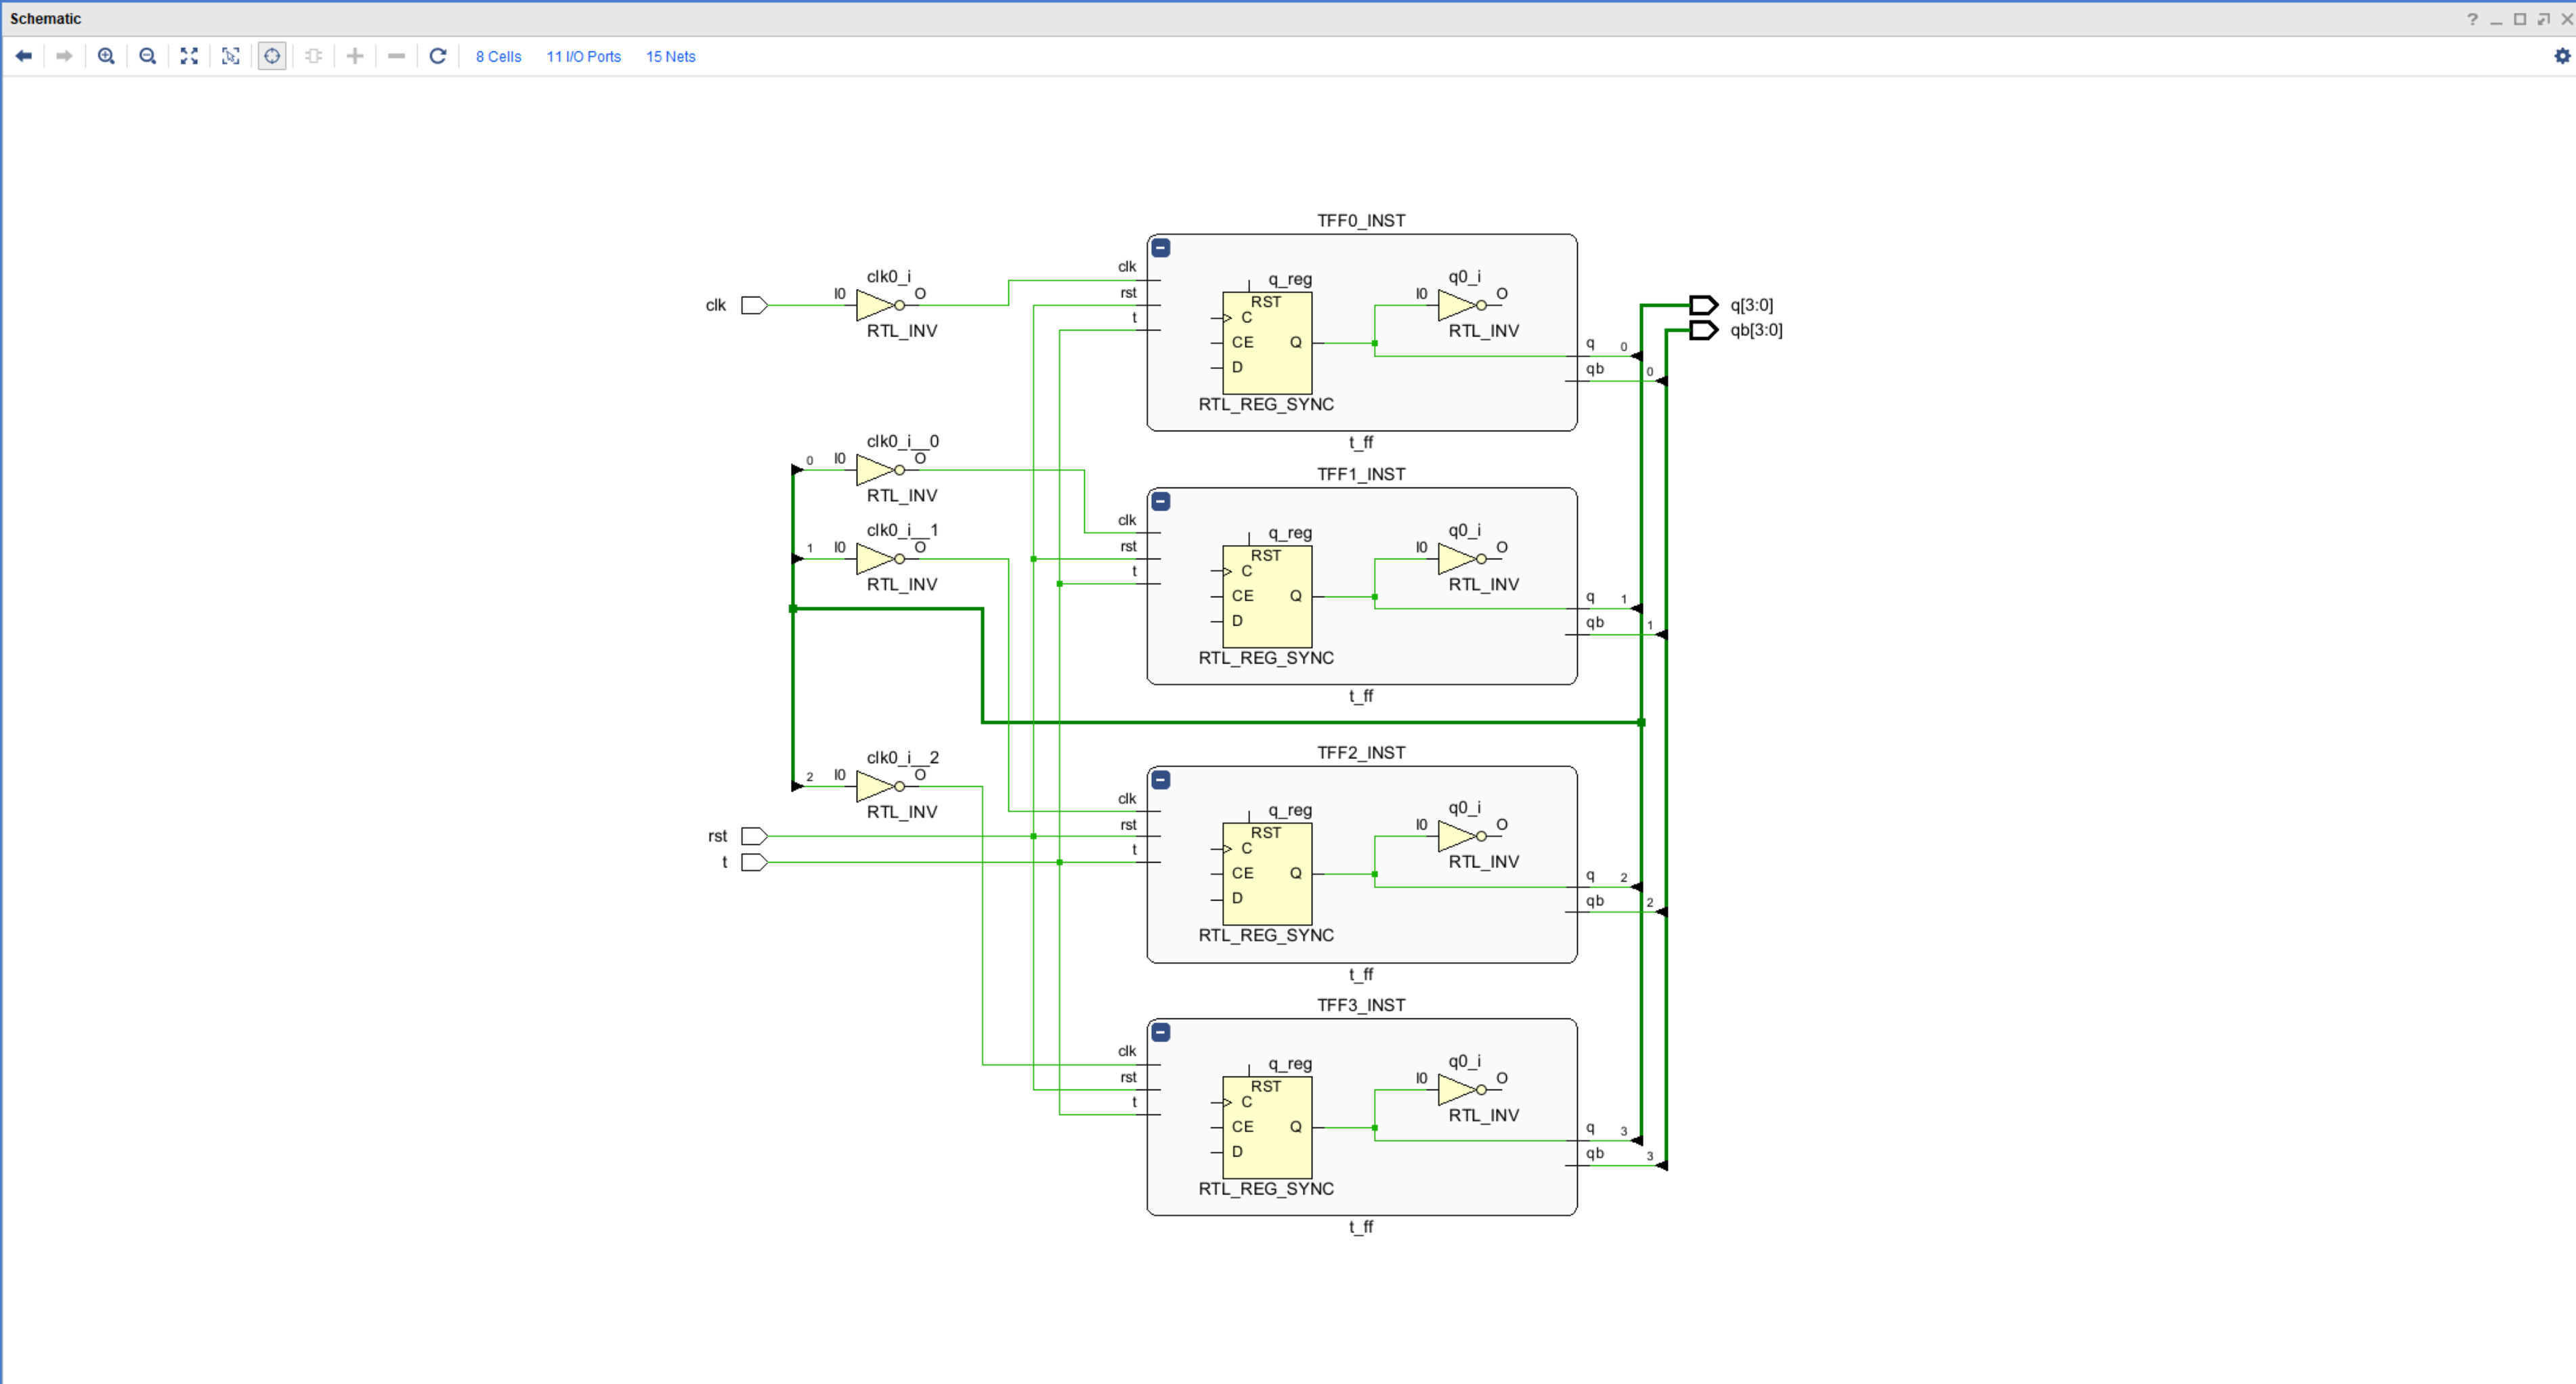 Schematic
8 Cells 11 I/O Ports 15 Nets
TFF0_INST
clk
clk0_i
I0 O
RTL_INV
clk
rst
t
q_reg
RST
C
CE Q
D
RTL_REG_SYNC
q0_i
I0 O
RTL_INV
q 0
qb 0
t_ff
q[3:0]
qb[3:0]
clk0_i__0
0 I0 O
RTL_INV
clk0_i__1
1 I0 O
RTL_INV
TFF1_INST
clk
rst
t
q_reg
RST
C
CE Q
D
RTL_REG_SYNC
q0_i
I0 O
RTL_INV
q 1
qb 1
t_ff
clk0_i__2
2 I0 O
RTL_INV
rst
t
TFF2_INST
clk
rst
t
q_reg
RST
C
CE Q
D
RTL_REG_SYNC
q0_i
I0 O
RTL_INV
q 2
qb 2
t_ff
TFF3_INST
clk
rst
t
q_reg
RST
C
CE Q
D
RTL_REG_SYNC
q0_i
I0 O
RTL_INV
q 3
qb 3
t_ff